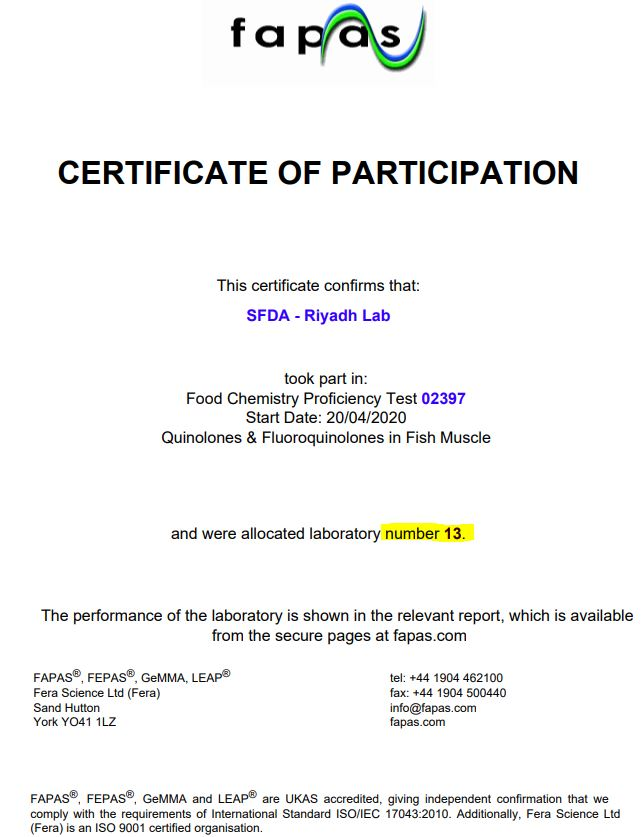 fapas
CERTIFICATE OF PARTICIPATION
This certificate confirms that:
SFDA - Riyadh Lab
took part in:
Food Chemistry Proficiency Test 02397
Start Date: 20/04/2020
Quinolones & Fluoroquinolones in Fish Muscle
and were allocated laboratory number 13.
The performance of the laboratory is shown in the relevant report, which is available
from the secure pages at fapas.com
FAPAS®, FEPAS®, GeMMA, LEAP®
Fera Science Ltd (Fera)
Sand Hutton
York YO41 1LZ
tel: +44 1904 462100
fax: +44 1904 500440
info@fapas.com
fapas.com
FAPAS®, FEPAS®, GeMMA and LEAP® are UKAS accredited, giving independent confirmation that we
comply with the requirements of International Standard ISO/IEC 17043:2010. Additionally, Fera Science Ltd
(Fera) is an ISO 9001 certified organisation.